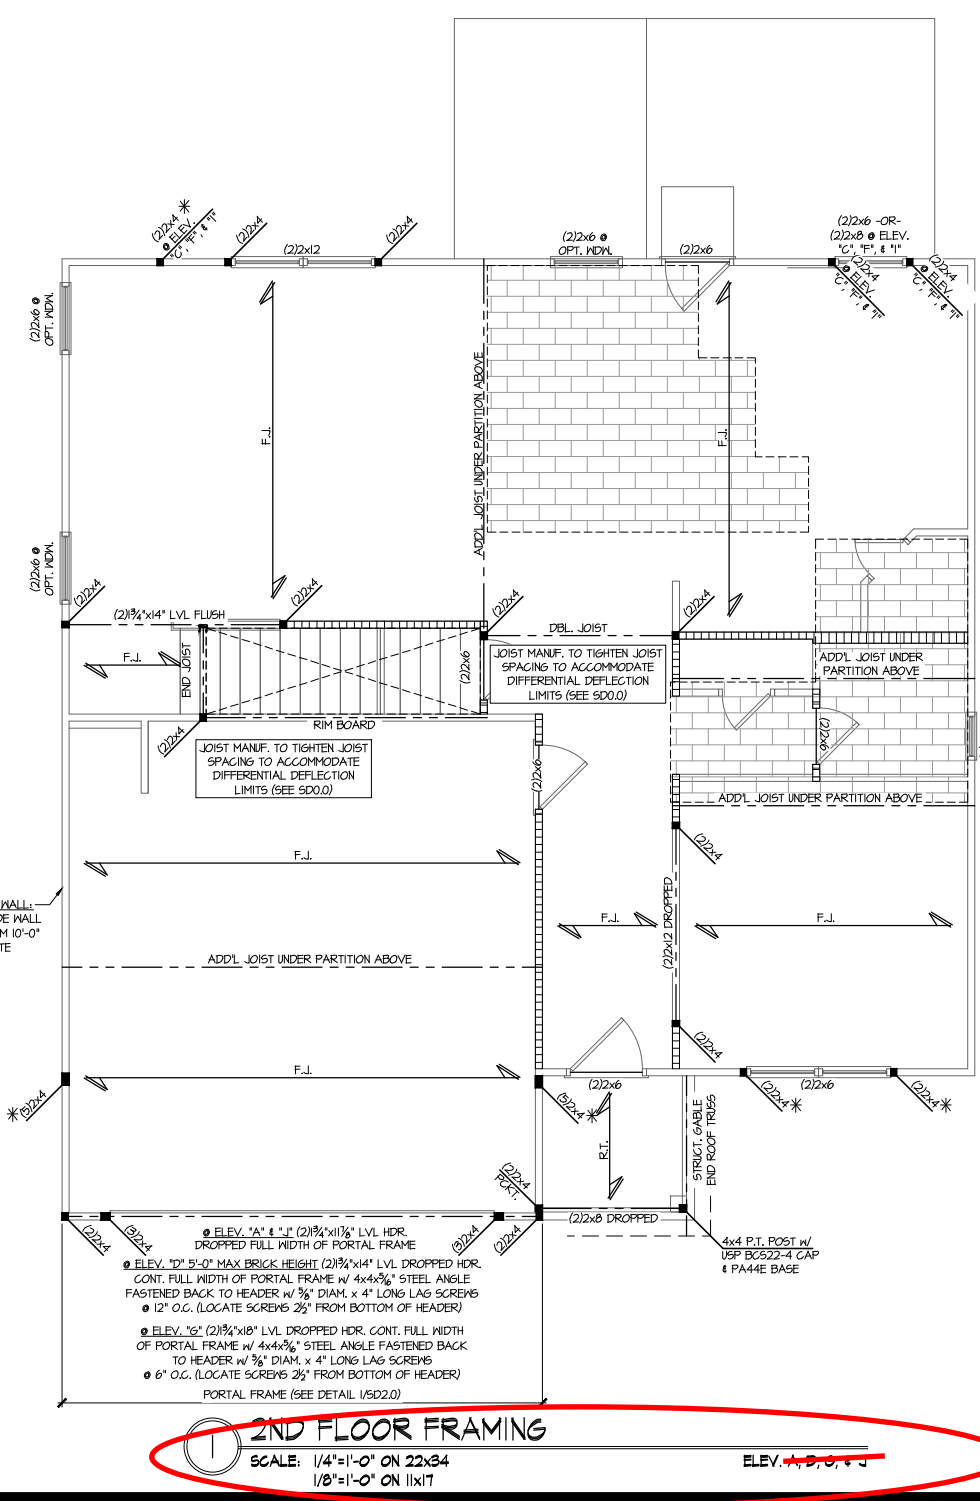 (2)2x4 *
@ ELEV.
"C", "F", & "I"
(2)2x4
(2)2x12
(2)2x4
(2)2x6 @
OPT. WDW.
(2)2x6
(2)2x6 -OR-
(2)2x8 @ ELEV.
"C", "F", & "I"
(2)2x4
@ ELEV.
"C", "F", & "I"
(2)2x4
@ ELEV.
"C", "F", & "I"
(2)2x6 @
OPT. WDW.
F.J.
ADD'L JOIST UNDER PARTITION ABOVE
F.J.
(2)2x6 @
OPT. WDW.
(2)2x4
(2)1¾"x14" LVL FLUSH
(2)2x4
(2)2x4
DBL. JOIST
(2)2x4
F.J.
END JOIST
(2)2x6
JOIST MANUF. TO TIGHTEN JOIST
SPACING TO ACCOMMODATE
DIFFERENTIAL DEFLECTION
LIMITS (SEE SD0.0)
ADD'L JOIST UNDER
PARTITION ABOVE
RIM BOARD
(2)2x4
JOIST MANUF. TO TIGHTEN JOIST
SPACING TO ACCOMMODATE
DIFFERENTIAL DEFLECTION
LIMITS (SEE SD0.0)
(2)2x6
(2)2x6
ADD'L JOIST UNDER PARTITION ABOVE
(2)2x4
F.J.
WALL:
DE WALL
M 10'-0"
TE
(2)2x12 DROPPED
F.J.
F.J.
ADD'L JOIST UNDER PARTITION ABOVE
(2)2x4
F.J.
*(5)2x4
(5)2x4*
(2)2x6
(2)2x4*
(2)2x6
(2)2x4*
R.T.
STRUCT. GABLE
END ROOF TRUSS
(2)2x4
PCKT.
(2)2x8 DROPPED
(2)2x4
(3)2x4
(3)2x4
(2)2x4
4x4 P.T. POST W/
USP BCS22-4 CAP
& PA44E BASE
@ ELEV. "A" & "J" (2)1¾"x11⅞" LVL HDR.
DROPPED FULL WIDTH OF PORTAL FRAME
@ ELEV. "D" 5'-0" MAX BRICK HEIGHT (2)1¾"x14" LVL DROPPED HDR.
CONT. FULL WIDTH OF PORTAL FRAME W/ 4x4x5/16" STEEL ANGLE
FASTENED BACK TO HEADER W/ ⅝" DIAM. x 4" LONG LAG SCREWS
@ 12" O.C. (LOCATE SCREWS 2½" FROM BOTTOM OF HEADER)
@ ELEV. "G" (2)1¾"x18" LVL DROPPED HDR. CONT. FULL WIDTH
OF PORTAL FRAME W/ 4x4x5/16" STEEL ANGLE FASTENED BACK
TO HEADER W/ ⅝" DIAM. x 4" LONG LAG SCREWS
@ 6" O.C. (LOCATE SCREWS 2½" FROM BOTTOM OF HEADER)
PORTAL FRAME (SEE DETAIL 1/SD2.0)
1
2ND FLOOR FRAMING
SCALE: 1/4"=1'-0" ON 22x34
1/8"=1'-0" ON 11x17
ELEV. A, D, G, & J